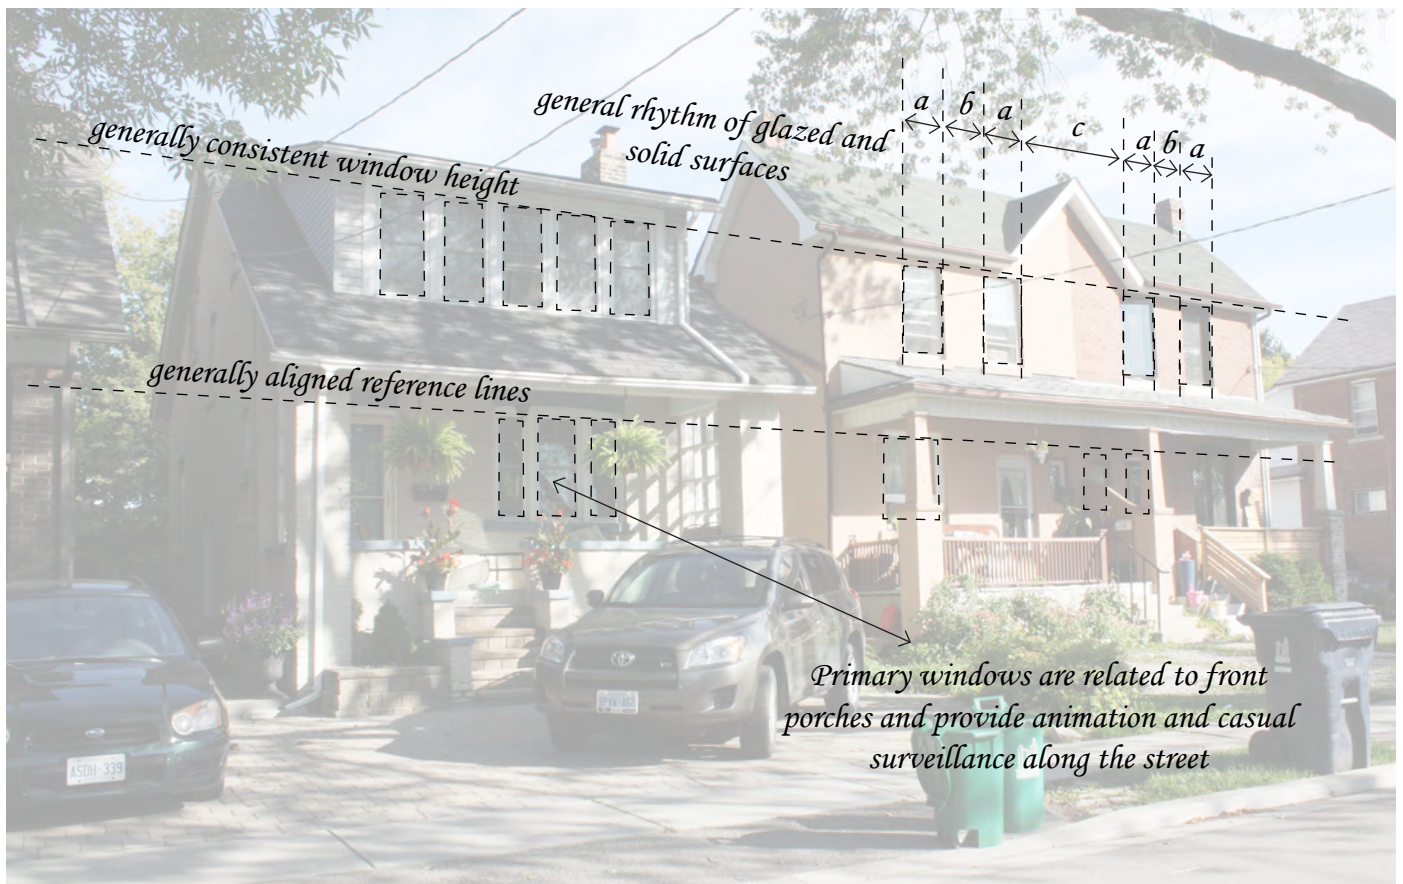 general rhythm of glazed and
solid surfaces
a b a c a b a
generally consistent window height
generally aligned reference lines
Primary windows are related to front
porches and provide animation and casual
surveillance along the street
ASDH·339